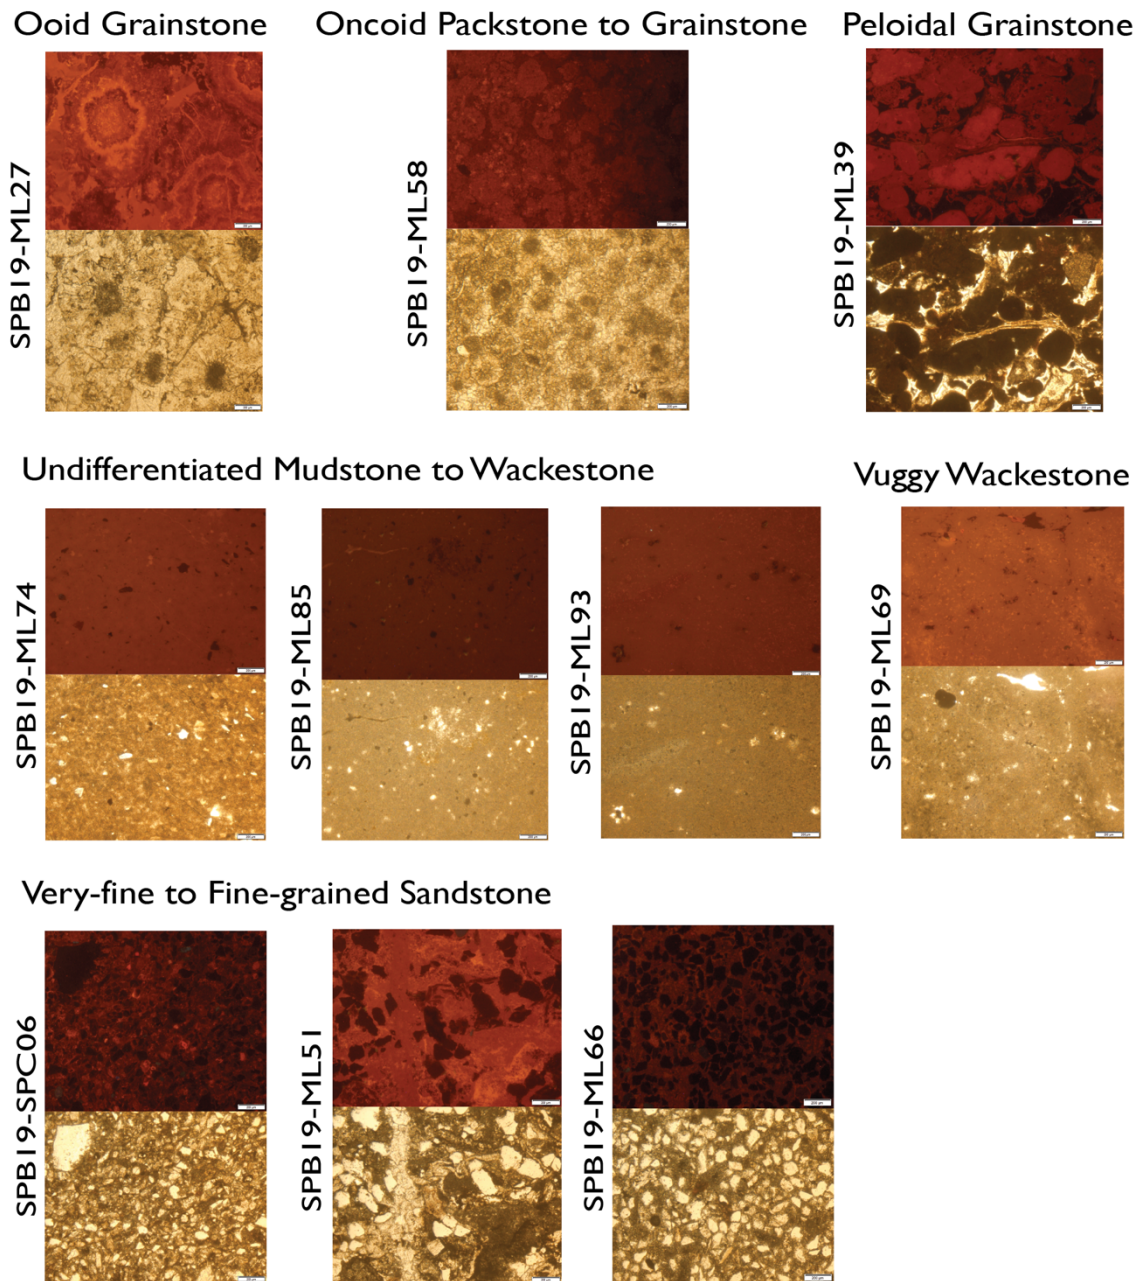 Ooid Grainstone
Oncoid Packstone to Grainstone
Peloidal Grainstone
SPB19-ML27
SPB19-ML58
SPB19-ML39
Undifferentiated Mudstone to Wackestone
Vuggy Wackestone
SPB19-ML74
SPB19-ML85
SPB19-ML93
SPB19-ML69
Very-fine to Fine-grained Sandstone
SPB19-SPC06
SPB19-ML51
SPB19-ML66